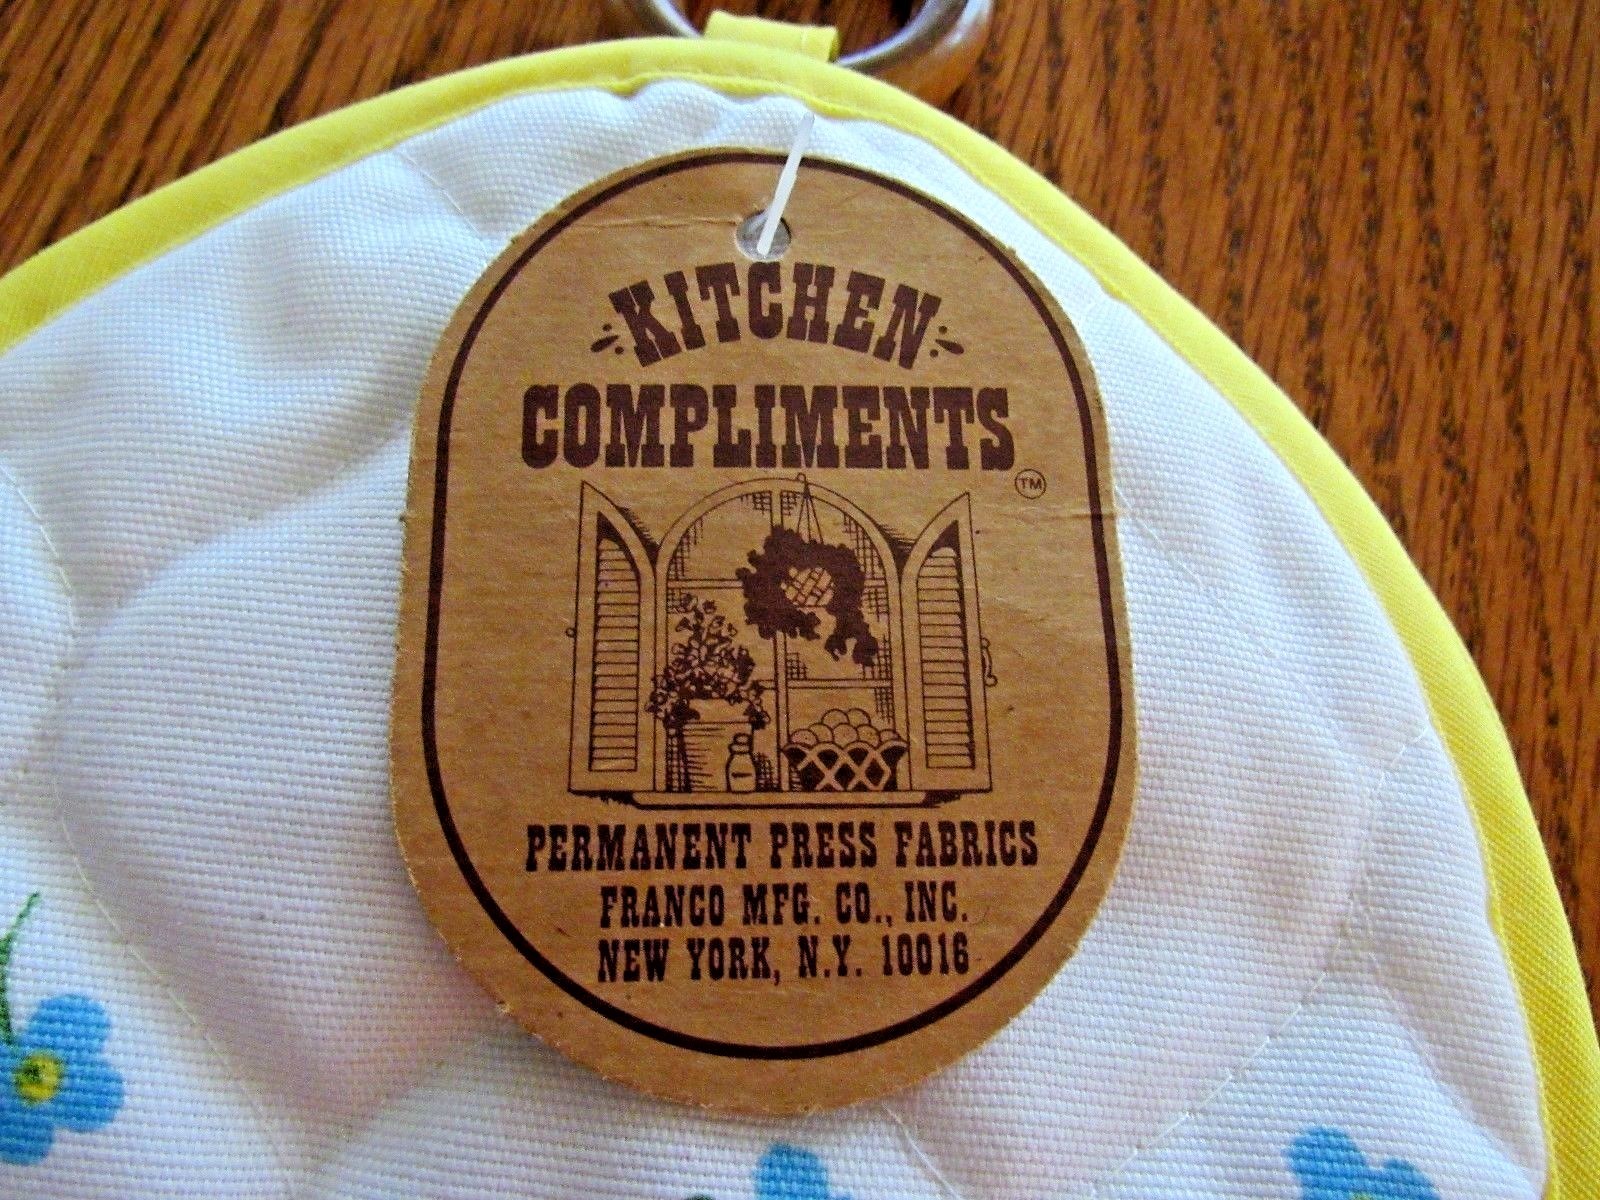 KITCHEN
COMPLIMENTS
TM
PERMANENT PRESS FABRICS
FRANCO MFG. CO., INC.
NEW YORK, N.Y. 10016